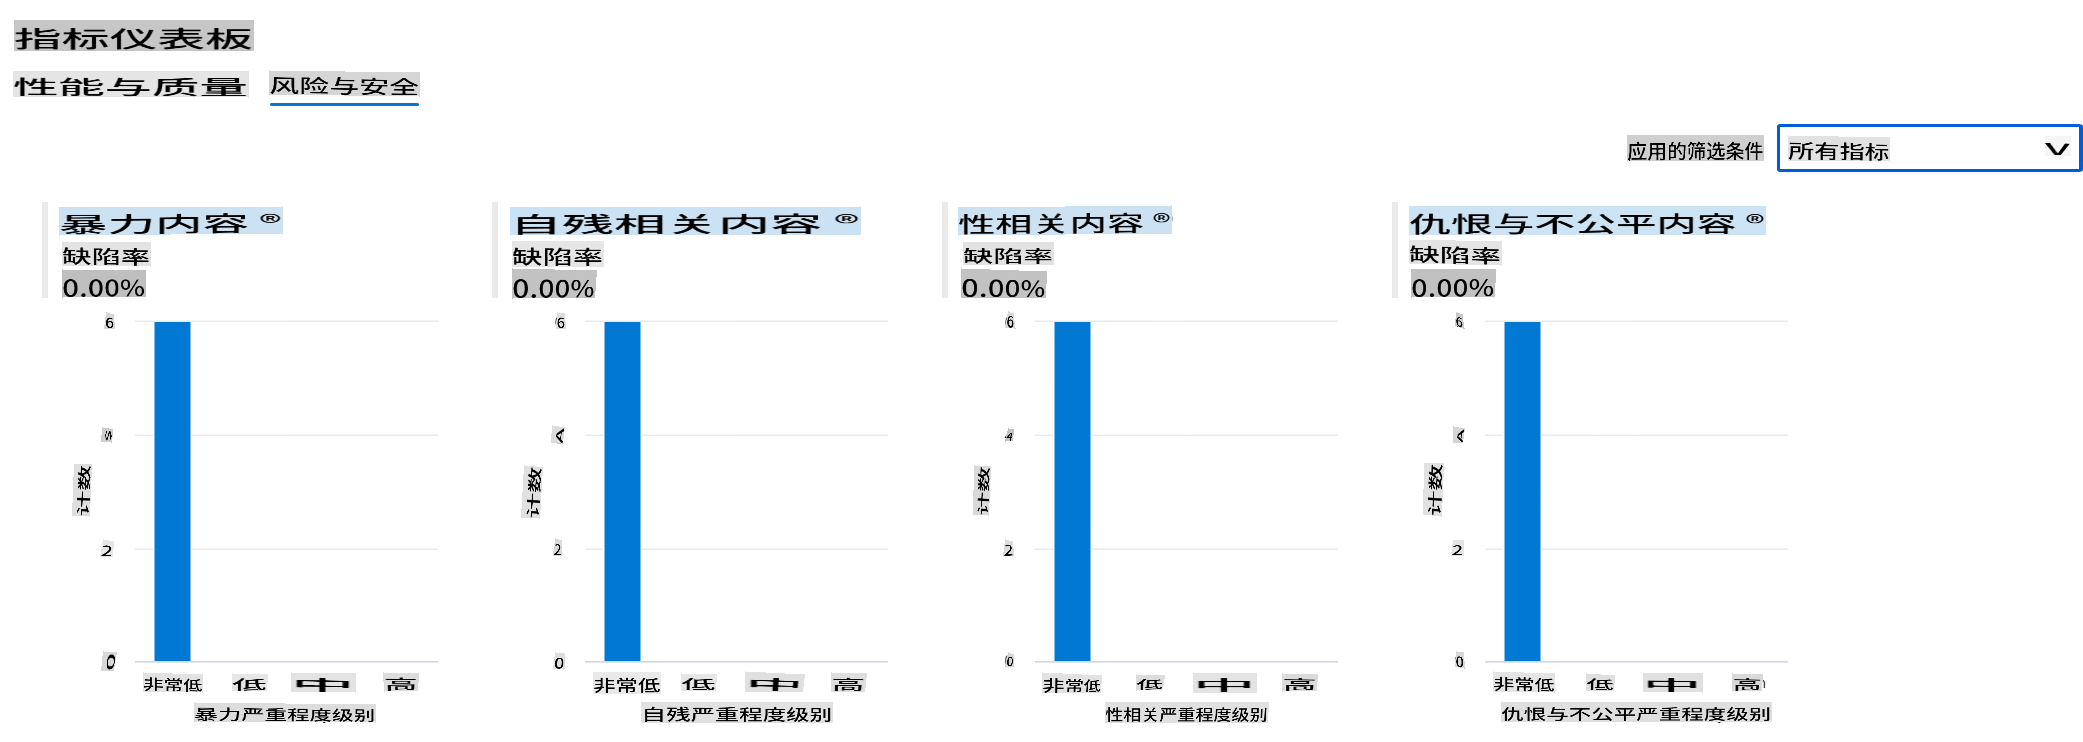 指标仪表板
性能与质量 风险与安全
应用的筛选条件 所有指标
暴力内容 ®
缺陷率
0.00%
6
2
0
计数
非常低 低 中 高
暴力严重程度级别
自残相关内容 ®
缺陷率
0.00%
6
2
0
计数
非常低 低 中 高
自残严重程度级别
性相关内容 ®
缺陷率
0.00%
6
4
2
0
计数
非常低 低 中 高
性相关严重程度级别
仇恨与不公平内容 ®
缺陷率
0.00%
6
2
0
计数
非常低 低 中 高
仇恨与不公平严重程度级别